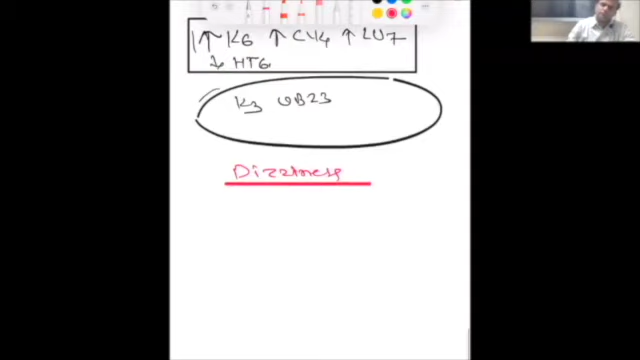 ↑ K6 ↑ CV4 ↑ LU7
↓ HT6
K3 UB23
Dizziness